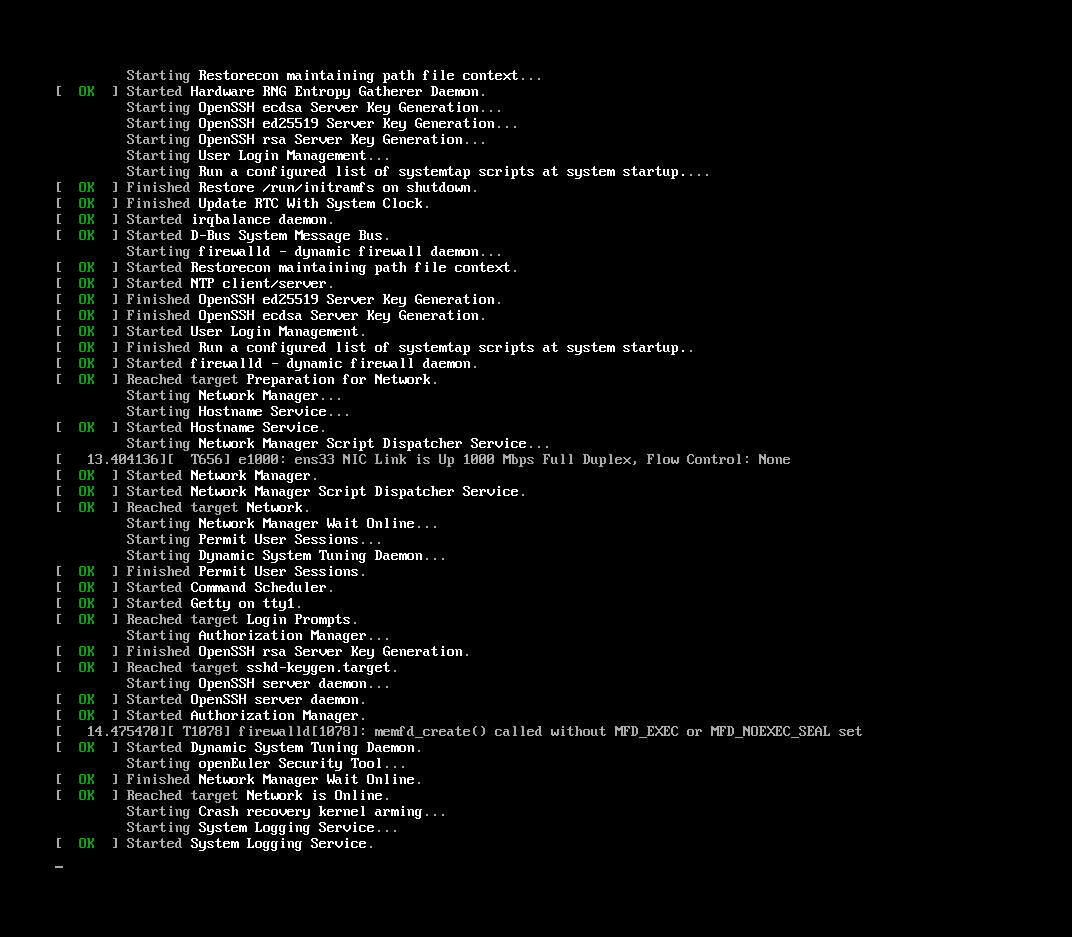 Starting Restorecon maintaining path file context...
[  OK  ] Started Hardware RNG Entropy Gatherer Daemon.
Starting OpenSSH ecdsa Server Key Generation...
Starting OpenSSH ed25519 Server Key Generation...
Starting OpenSSH rsa Server Key Generation...
Starting User Login Management...
Starting Run a configured list of systemtap scripts at system startup....
[  OK  ] Finished Restore /run/initramfs on shutdown.
[  OK  ] Finished Update RTC With System Clock.
[  OK  ] Started irqbalance daemon.
[  OK  ] Started D-Bus System Message Bus.
Starting firewalld - dynamic firewall daemon...
[  OK  ] Started Restorecon maintaining path file context.
[  OK  ] Started NTP client/server.
[  OK  ] Finished OpenSSH ed25519 Server Key Generation.
[  OK  ] Finished OpenSSH ecdsa Server Key Generation.
[  OK  ] Started User Login Management.
[  OK  ] Finished Run a configured list of systemtap scripts at system startup..
[  OK  ] Started firewalld - dynamic firewall daemon.
[  OK  ] Reached target Preparation for Network.
Starting Network Manager...
Starting Hostname Service...
[  OK  ] Started Hostname Service.
Starting Network Manager Script Dispatcher Service...
[   13.404136][  T656] e1000: ens33 NIC Link is Up 1000 Mbps Full Duplex, Flow Control: None
[  OK  ] Started Network Manager.
[  OK  ] Started Network Manager Script Dispatcher Service.
[  OK  ] Reached target Network.
Starting Network Manager Wait Online...
Starting Permit User Sessions...
Starting Dynamic System Tuning Daemon...
[  OK  ] Finished Permit User Sessions.
[  OK  ] Started Command Scheduler.
[  OK  ] Started Getty on tty1.
[  OK  ] Reached target Login Prompts.
Starting Authorization Manager...
[  OK  ] Finished OpenSSH rsa Server Key Generation.
[  OK  ] Reached target sshd-keygen.target.
Starting OpenSSH server daemon...
[  OK  ] Started OpenSSH server daemon.
[  OK  ] Started Authorization Manager.
[   14.475470][ T1078] firewalld[1078]: memfd_create() called without MFD_EXEC or MFD_NOEXEC_SEAL set
[  OK  ] Started Dynamic System Tuning Daemon.
Starting openEuler Security Tool...
[  OK  ] Finished Network Manager Wait Online.
[  OK  ] Reached target Network is Online.
Starting Crash recovery kernel arming...
Starting System Logging Service...
[  OK  ] Started System Logging Service.
_